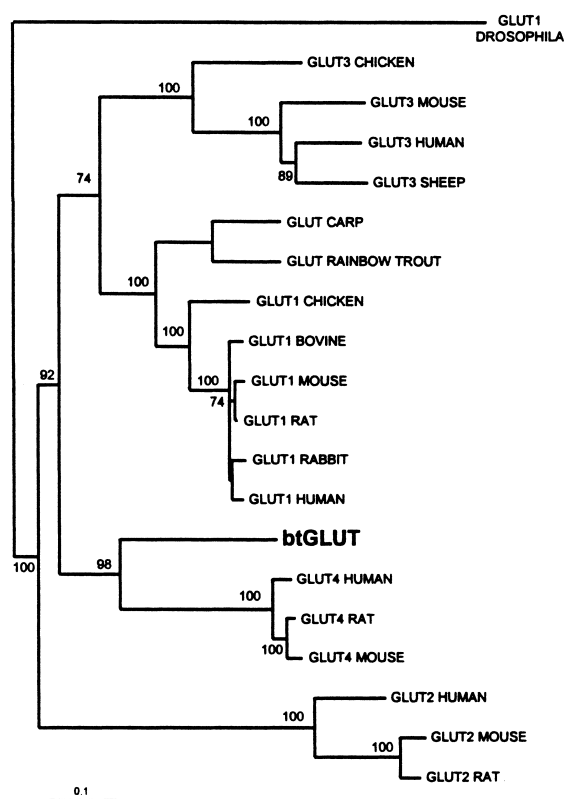 GLUT1
DROSOPHILA
GLUT3 CHICKEN
100
GLUT3 MOUSE
100
GLUT3 HUMAN
89
GLUT3 SHEEP
74
GLUT CARP
GLUT RAINBOW TROUT
100
GLUT1 CHICKEN
100
GLUT1 BOVINE
100
GLUT1 MOUSE
74
GLUT1 RAT
GLUT1 RABBIT
GLUT1 HUMAN
92
btGLUT
98
100
GLUT4 HUMAN
100
GLUT4 RAT
100
GLUT4 MOUSE
GLUT2 HUMAN
100
GLUT2 MOUSE
100
GLUT2 RAT
0.1